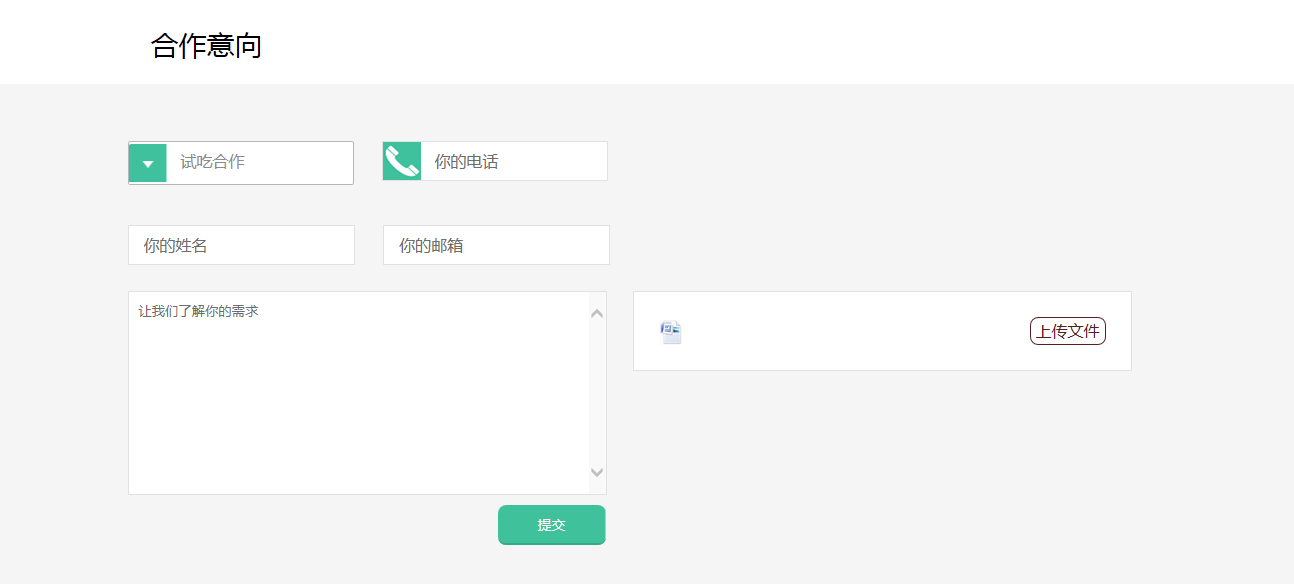 合作意向
试吃合作
你的电话
你的姓名
你的邮箱
让我们了解你的需求
上传文件
提交